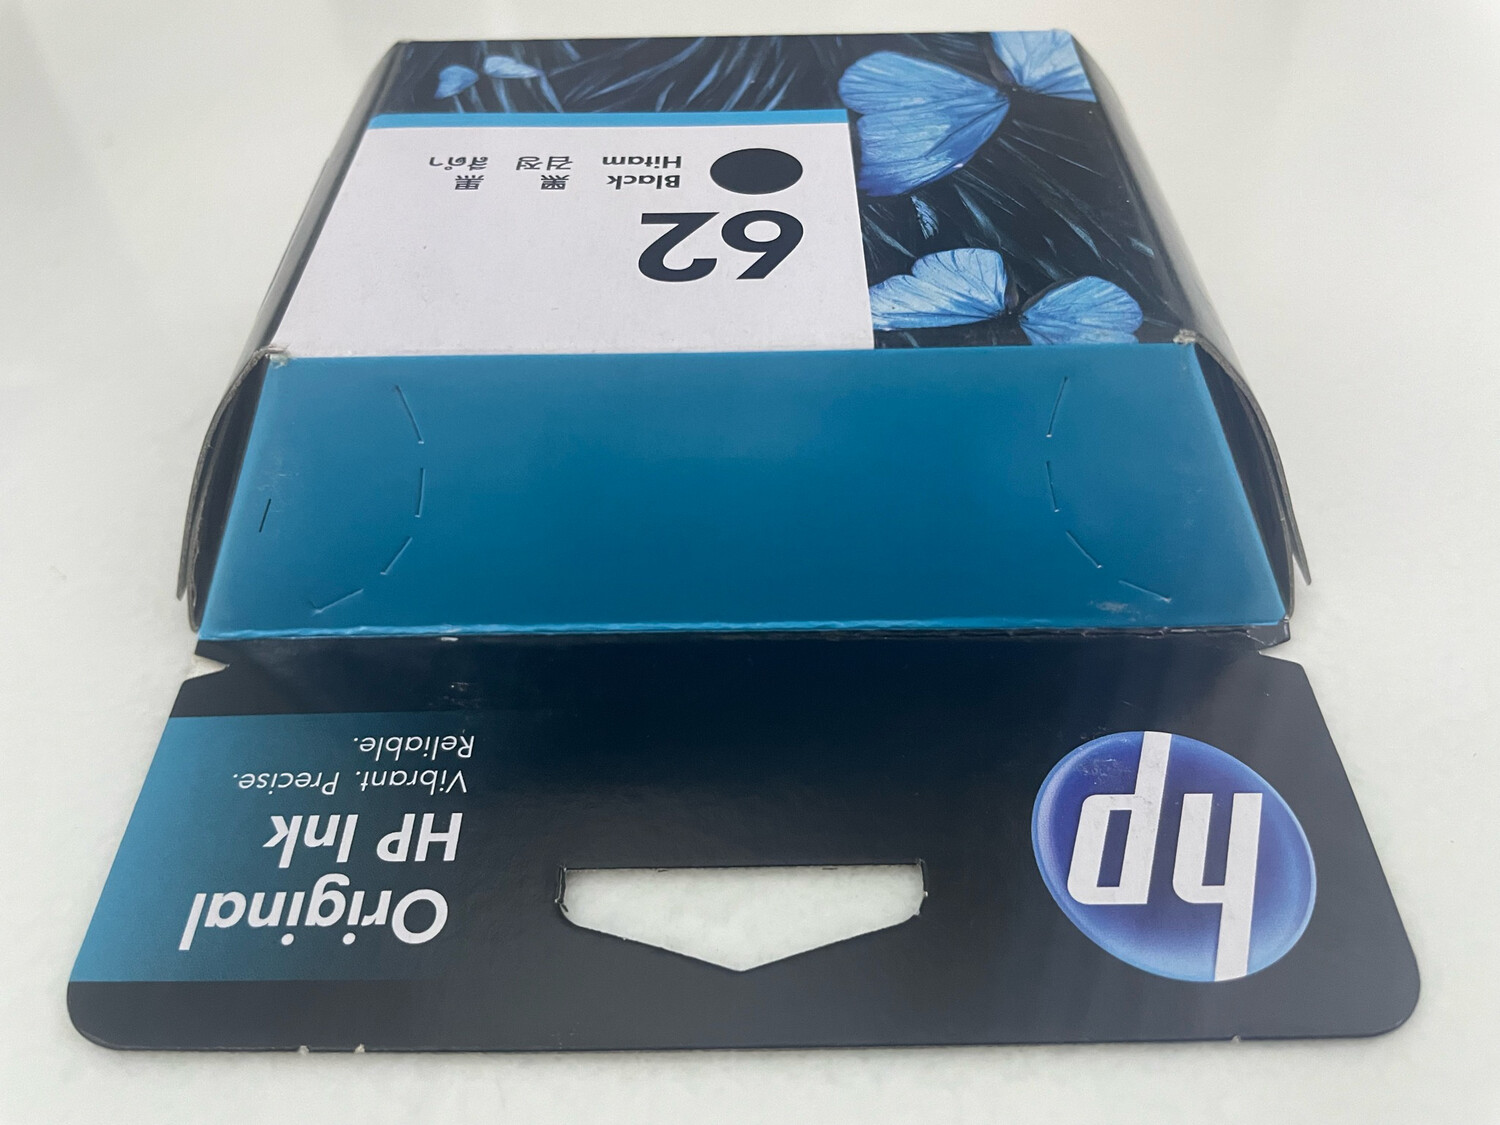 hp
Original
HP Ink
Vibrant. Precise.
Reliable.
62
Black 黑 黒
Hitam 검정 สีดำ